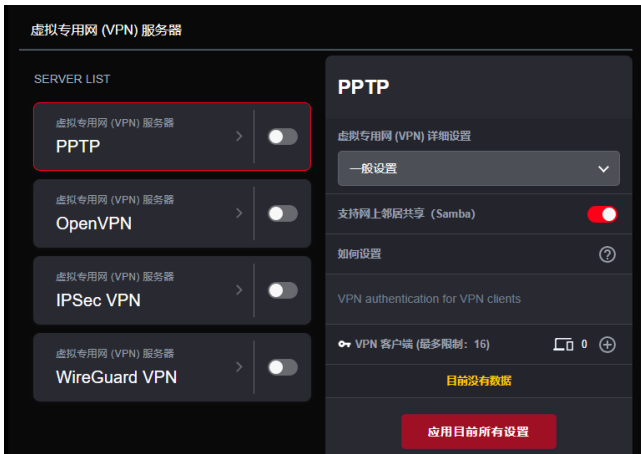 虚拟专用网 (VPN) 服务器
SERVER LIST
虚拟专用网 (VPN) 服务器
PPTP
虚拟专用网 (VPN) 服务器
OpenVPN
虚拟专用网 (VPN) 服务器
IPSec VPN
虚拟专用网 (VPN) 服务器
WireGuard VPN
PPTP
虚拟专用网 (VPN) 详细设置
一般设置
支持网上邻居共享（Samba）
如何设置
VPN authentication for VPN clients
VPN 客户端 (最多限制：16) 0
目前没有数据
应用目前所有设置